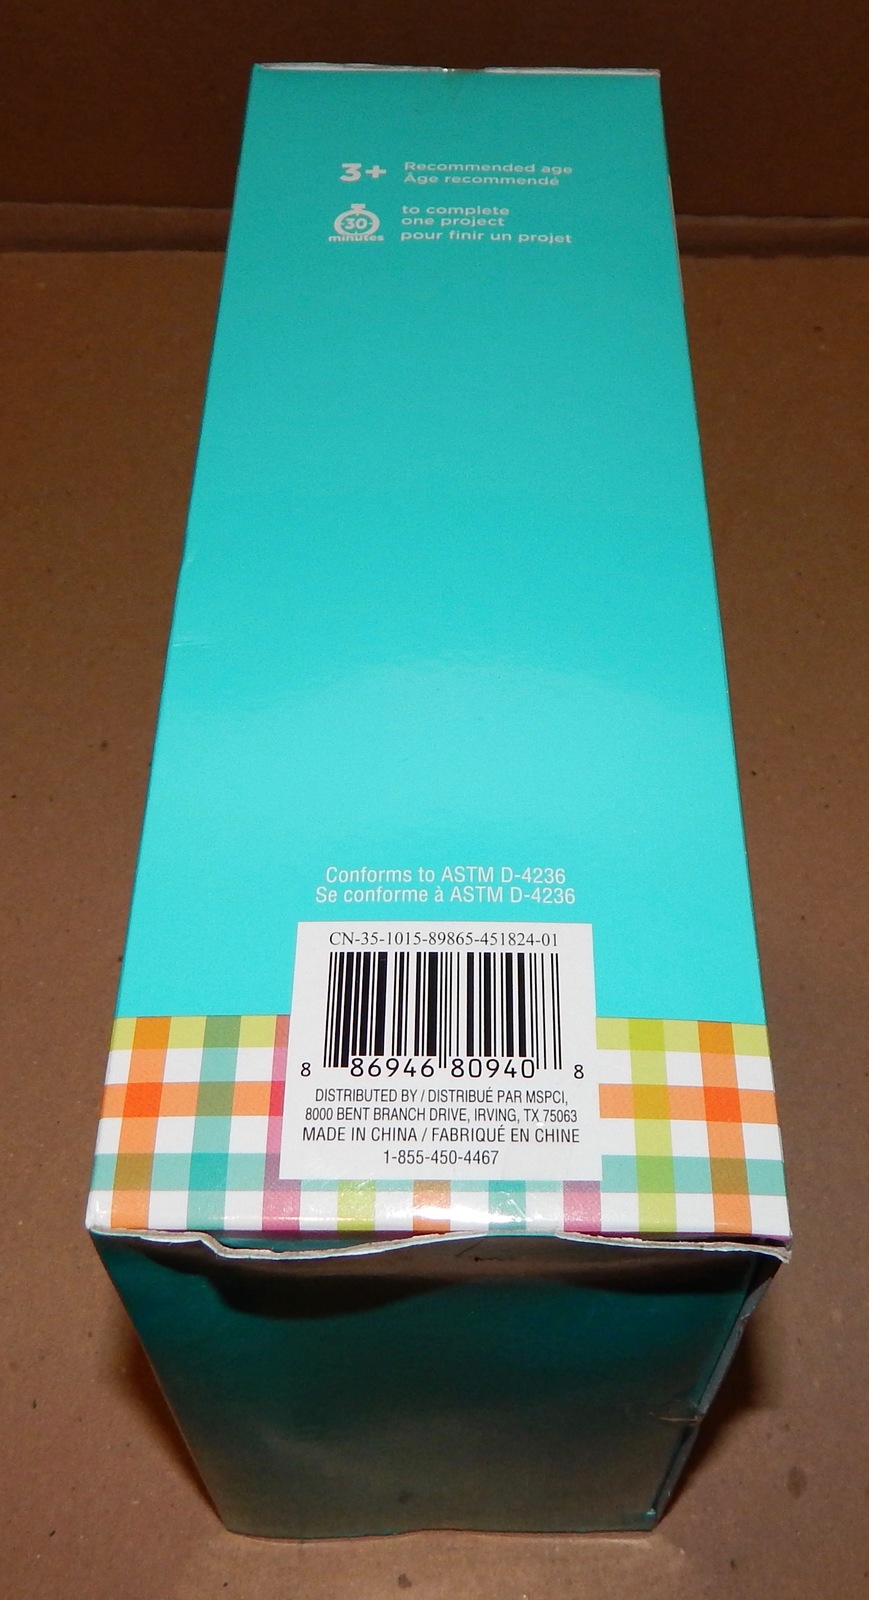 3+ Recommended age
Âge recommandé
30 minutes
to complete
one project
pour finir un projet
Conforms to ASTM D-4236
Se conforme à ASTM D-4236
CN-35-1015-89865-451824-01
8 86946 80940 8
DISTRIBUTED BY / DISTRIBUÉ PAR MSPCI,
8000 BENT BRANCH DRIVE, IRVING, TX 75063
MADE IN CHINA / FABRIQUÉ EN CHINE
1-855-450-4467